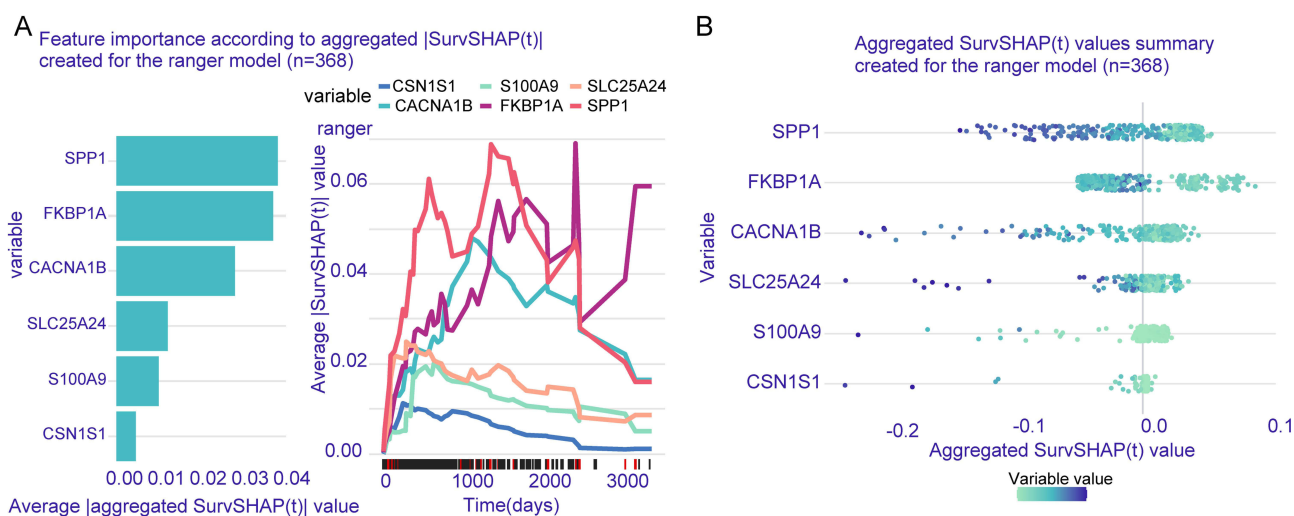 A
Feature importance according to aggregated |SurvSHAP(t)|
created for the ranger model (n=368)
variable
CSN1S1
S100A9
SLC25A24
CACNA1B
FKBP1A
SPP1
ranger
variable
SPP1
FKBP1A
CACNA1B
SLC25A24
S100A9
CSN1S1
0.00 0.01 0.02 0.03 0.04
Average |aggregated SurvSHAP(t)| value
Average |SurvSHAP(t)| value
0.06
0.04
0.02
0.00
0 1000 2000 3000
Time(days)
B
Aggregated SurvSHAP(t) values summary
created for the ranger model (n=368)
Variable
SPP1
FKBP1A
CACNA1B
SLC25A24
S100A9
CSN1S1
-0.2 -0.1 0.0 0.1
Aggregated SurvSHAP(t) value
Variable value